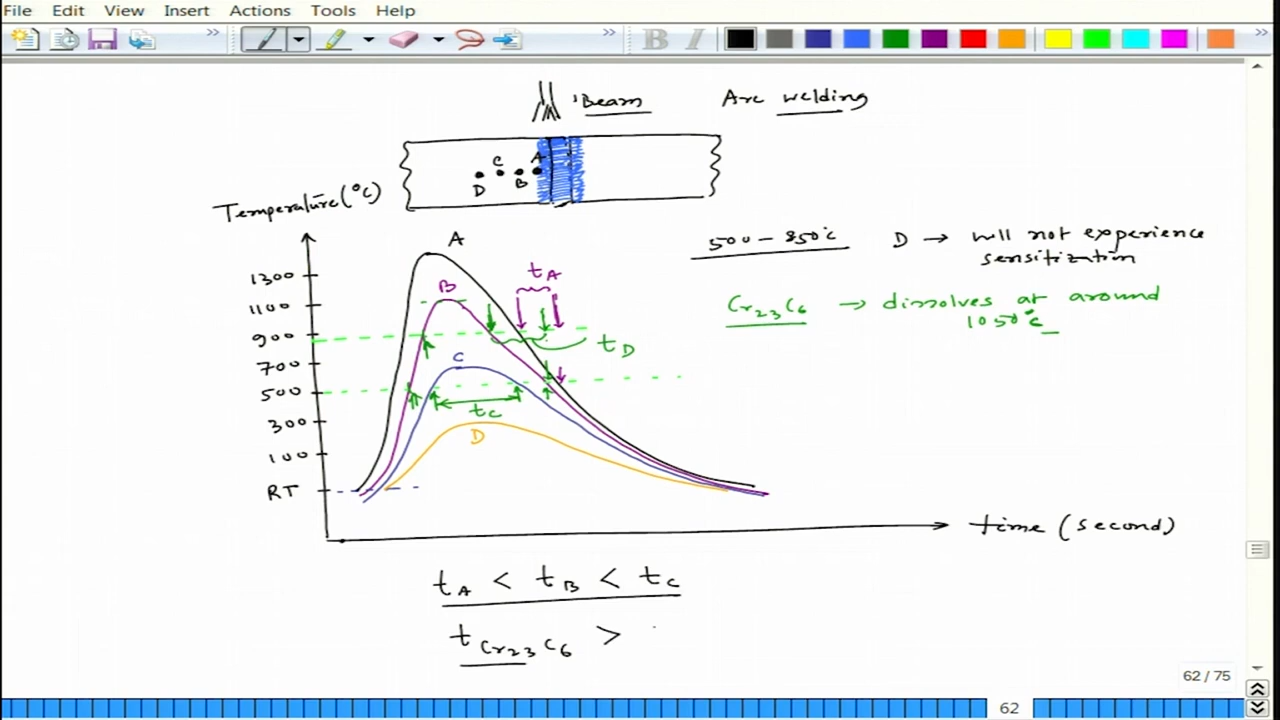 File Edit View Insert Actions Tools Help
B I
Beam Arc welding
A
C
B
D
Temperature(°C)
A
1300
1100
900
700
500
300
100
RT
B
C
D
tA
tD
tC
500-850°C D → will not experience
sensitization
Cr23C6 → dissolves at around
1050°C
time (second)
tA < tB < tC
tCr23C6 >
62/75
62